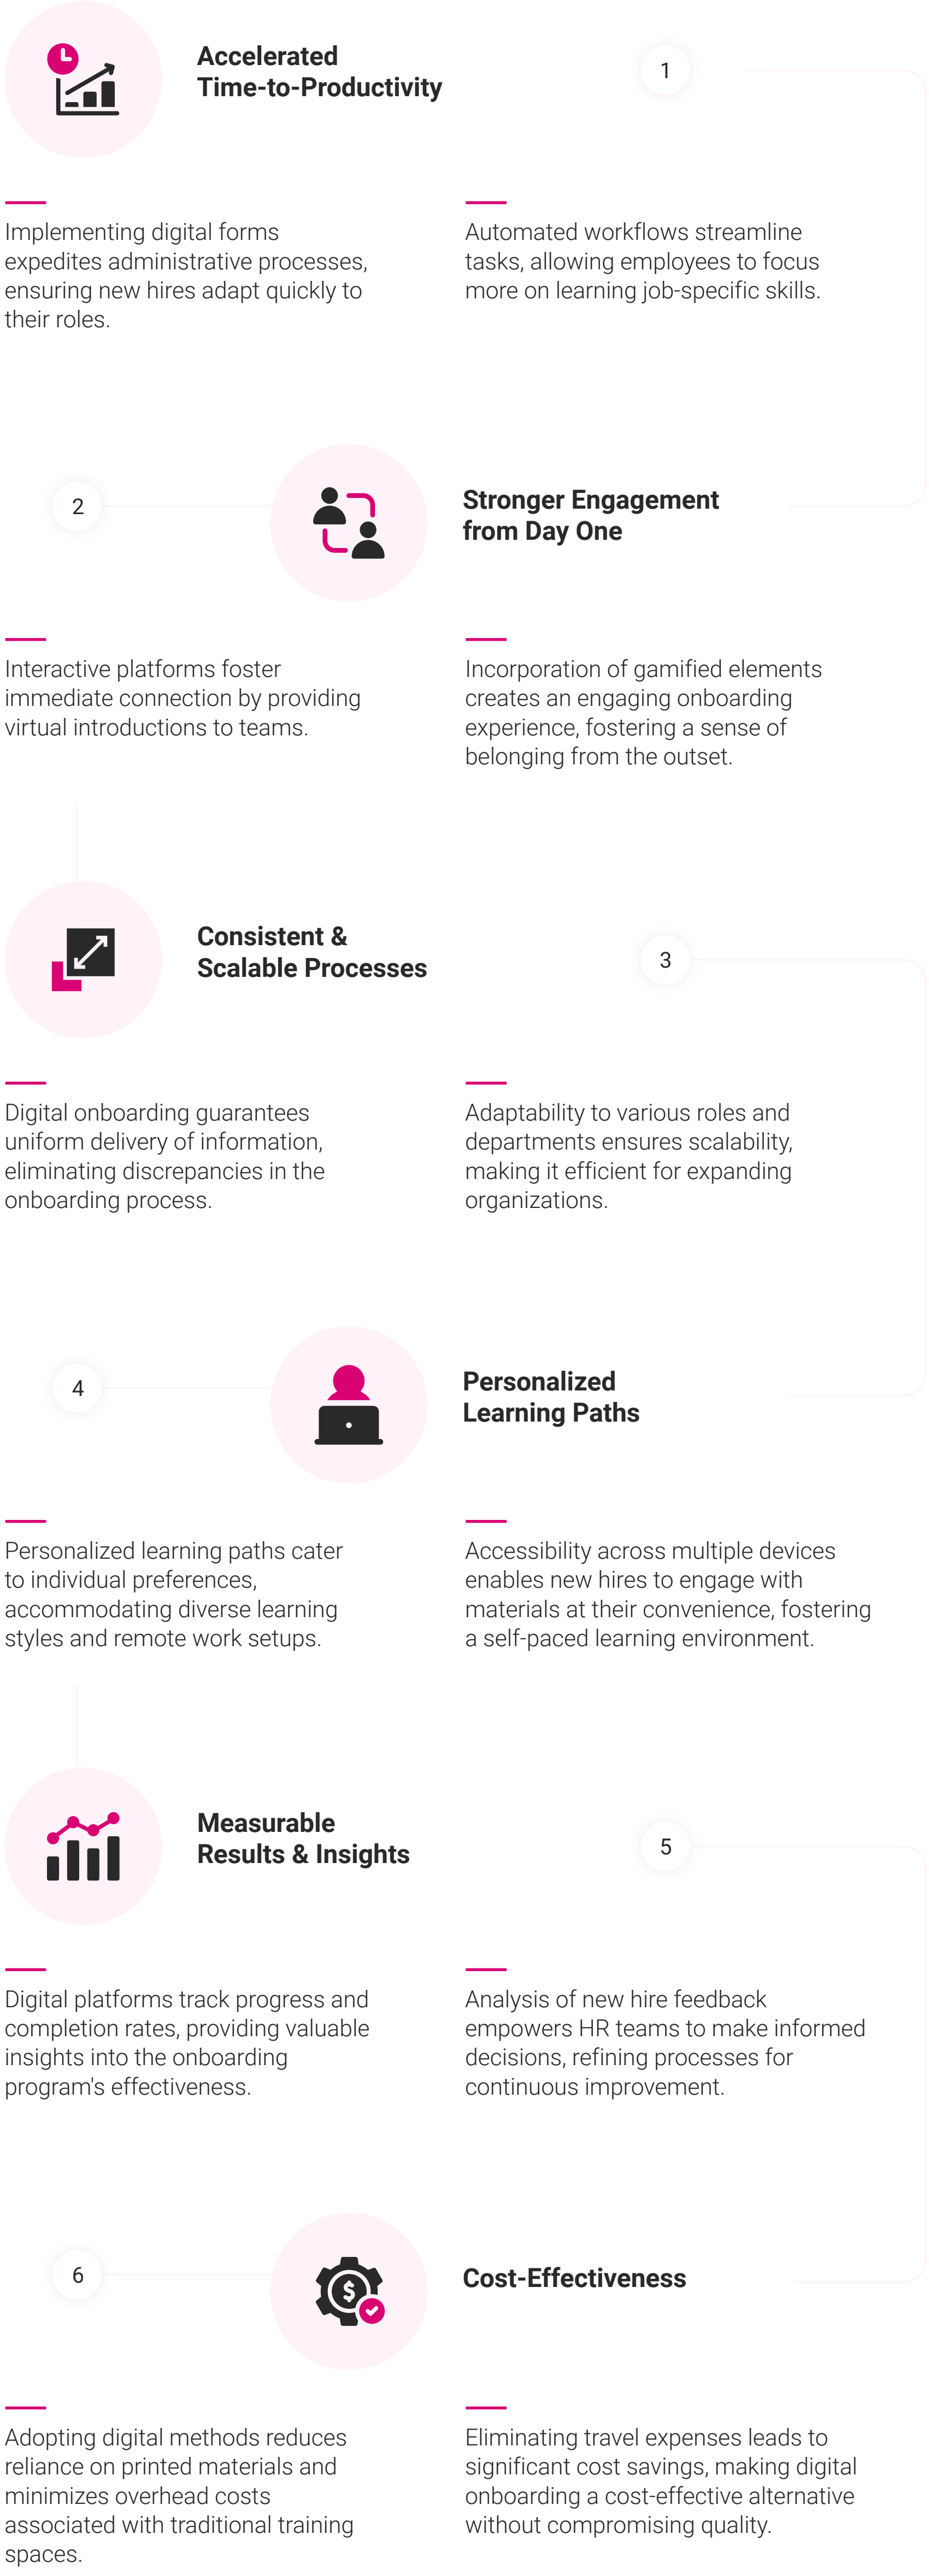 Accelerated
Time-to-Productivity
1
Implementing digital forms
expedites administrative processes,
ensuring new hires adapt quickly to
their roles.
Automated workflows streamline
tasks, allowing employees to focus
more on learning job-specific skills.
2
Stronger Engagement
from Day One
Interactive platforms foster
immediate connection by providing
virtual introductions to teams.
Incorporation of gamified elements
creates an engaging onboarding
experience, fostering a sense of
belonging from the outset.
Consistent &
Scalable Processes
3
Digital onboarding guarantees
uniform delivery of information,
eliminating discrepancies in the
onboarding process.
Adaptability to various roles and
departments ensures scalability,
making it efficient for expanding
organizations.
4
Personalized
Learning Paths
Personalized learning paths cater
to individual preferences,
accommodating diverse learning
styles and remote work setups.
Accessibility across multiple devices
enables new hires to engage with
materials at their convenience, fostering
a self-paced learning environment.
Measurable
Results & Insights
5
Digital platforms track progress and
completion rates, providing valuable
insights into the onboarding
program's effectiveness.
Analysis of new hire feedback
empowers HR teams to make informed
decisions, refining processes for
continuous improvement.
6
$
Cost-Effectiveness
Adopting digital methods reduces
reliance on printed materials and
minimizes overhead costs
associated with traditional training
spaces.
Eliminating travel expenses leads to
significant cost savings, making digital
onboarding a cost-effective alternative
without compromising quality.